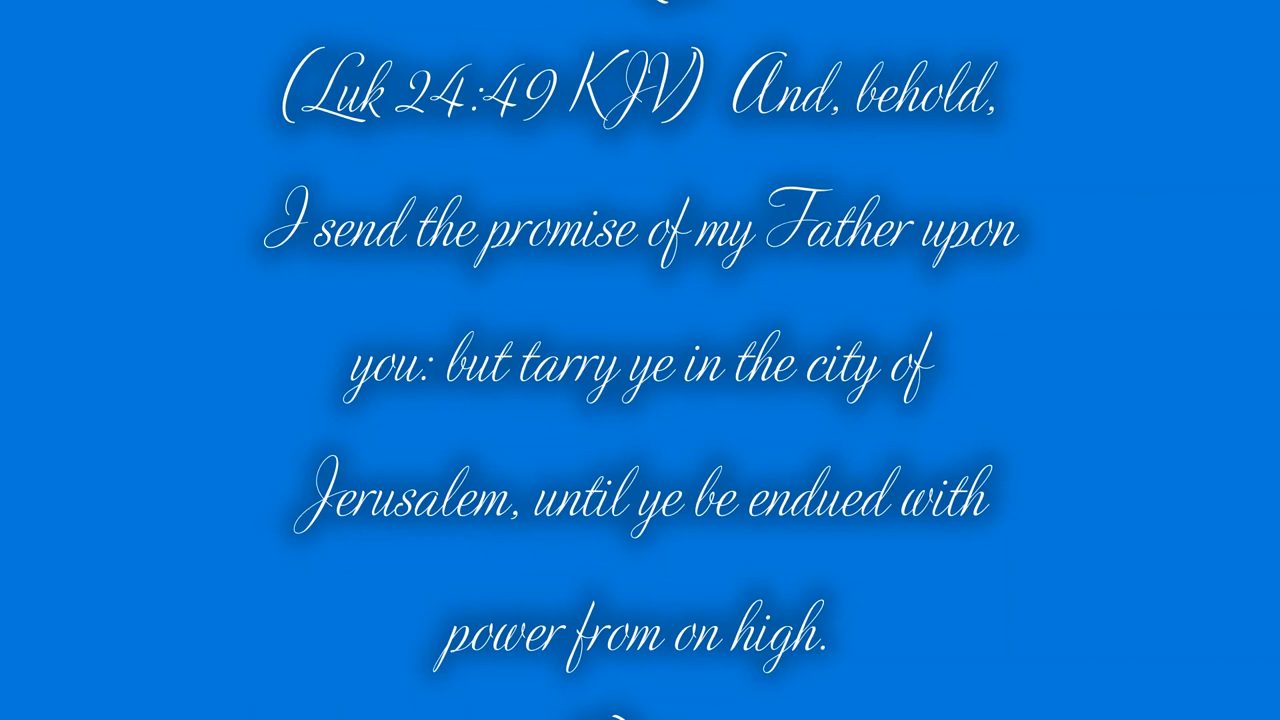 (Luk 24:49 KJV) And, behold,
I send the promise of my Father upon
you: but tarry ye in the city of
Jerusalem, until ye be endued with
power from on high.